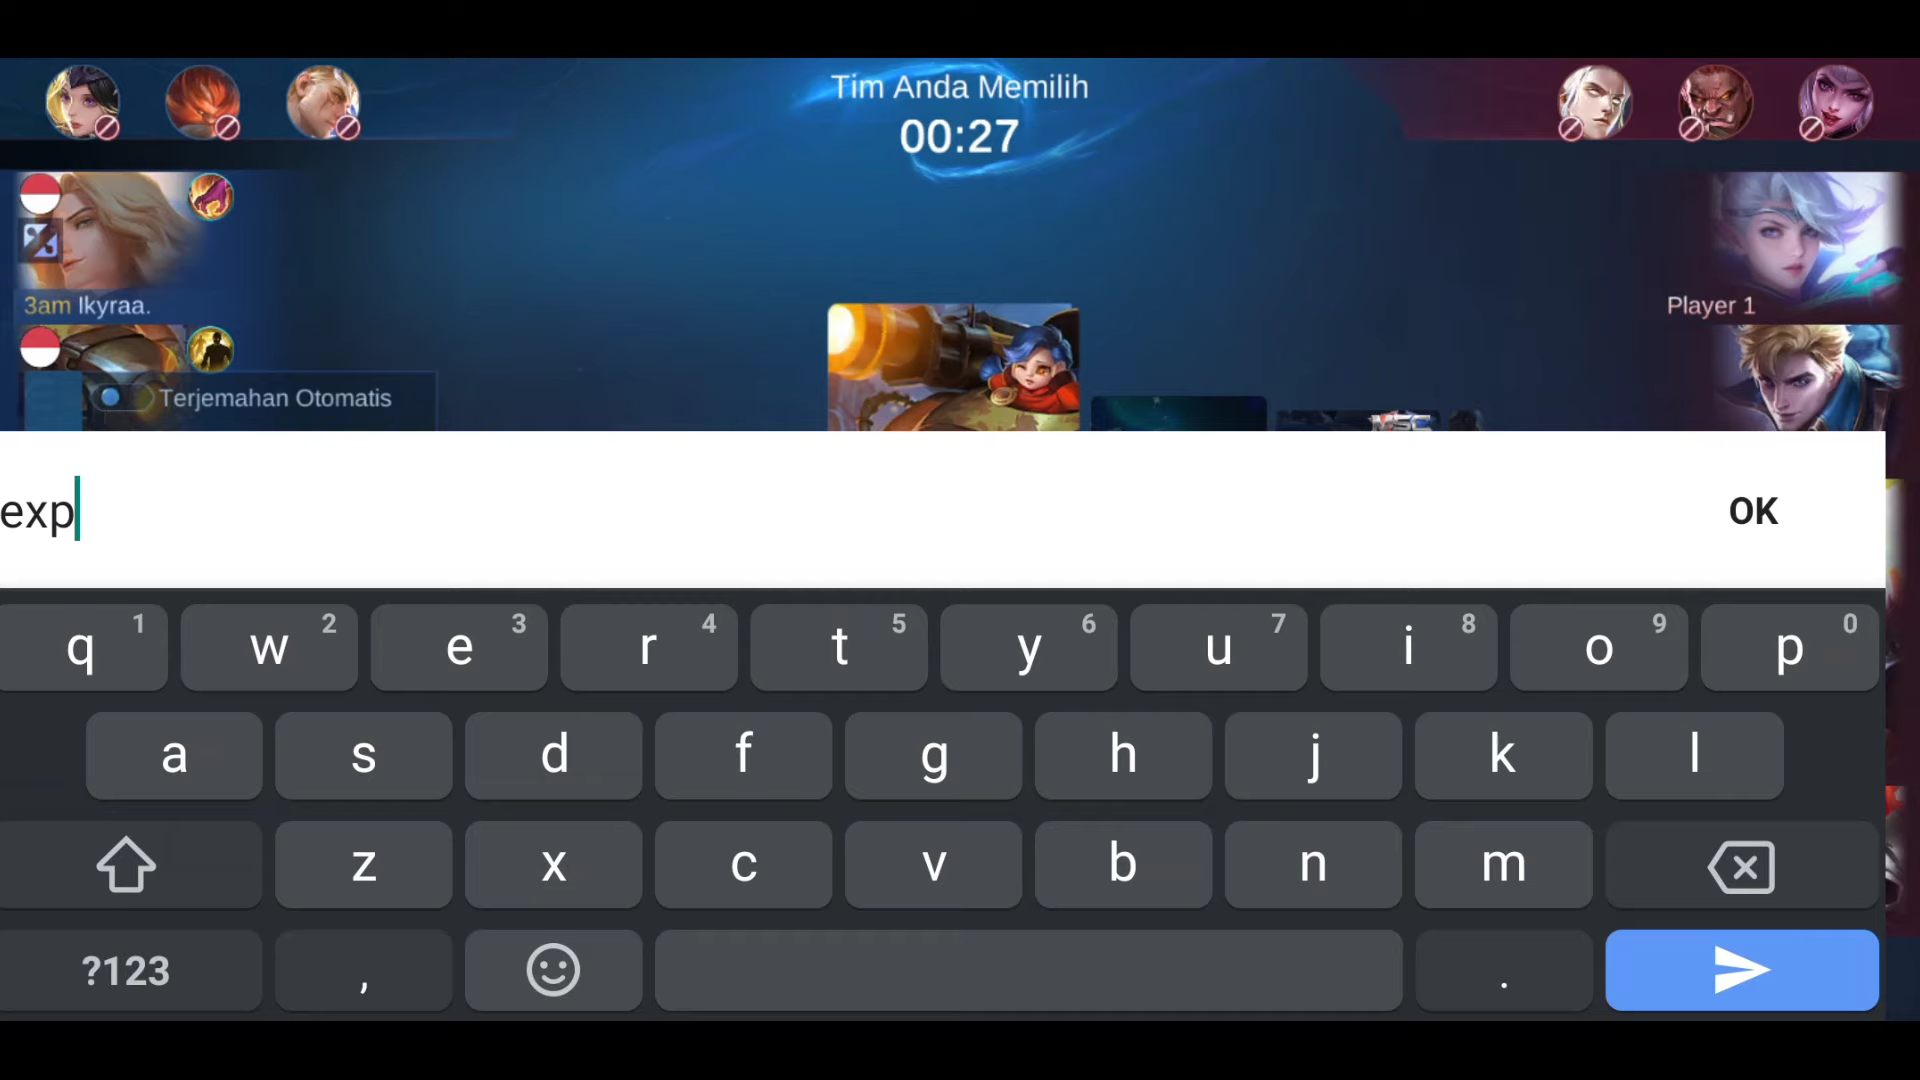 Tim Anda Memilih
00:27
3am Ikyraa.
Player 1
Terjemahan Otomatis
MSC
exp
OK
q 1 w 2 e 3 r 4 t 5 y 6 u 7 i 8 o 9 p 0
a s d f g h j k l
z x c v b n m
?123 , .